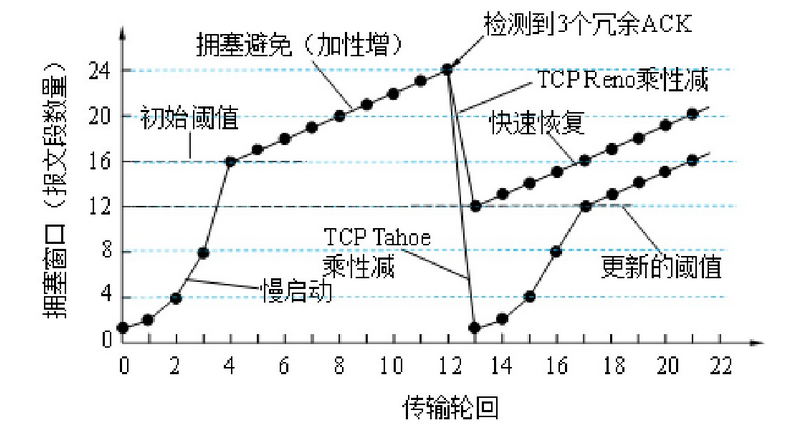 检测到3个冗余ACK
拥塞避免（加性增）
24
TCP Reno乘性减
20
初始阈值
快速恢复
16
12
TCP Tahoe
乘性减
8
更新的阈值
慢启动
4
0
拥塞窗口（报文段数量）
0 2 4 6 8 10 12 14 16 18 20 22
传输轮回